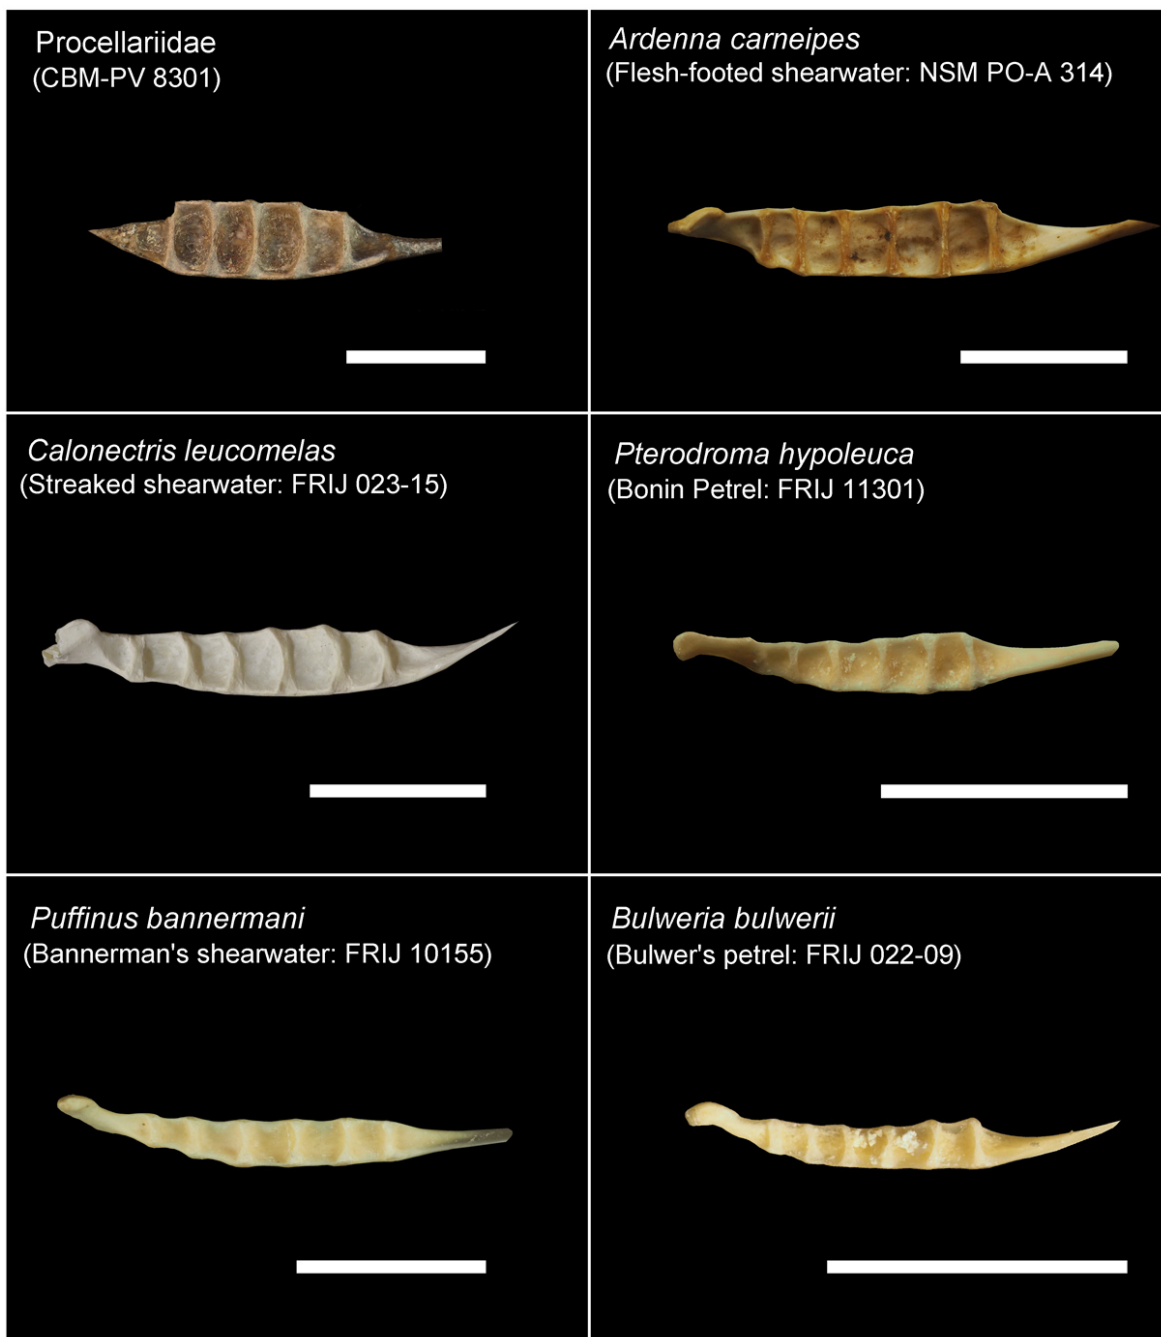 Procellariidae
(CBM-PV 8301)
Ardenna carneipes
(Flesh-footed shearwater: NSM PO-A 314)
Calonectris leucomelas
(Streaked shearwater: FRIJ 023-15)
Pterodroma hypoleuca
(Bonin Petrel: FRIJ 11301)
Puffinus bannermani
(Bannerman's shearwater: FRIJ 10155)
Bulweria bulwerii
(Bulwer's petrel: FRIJ 022-09)